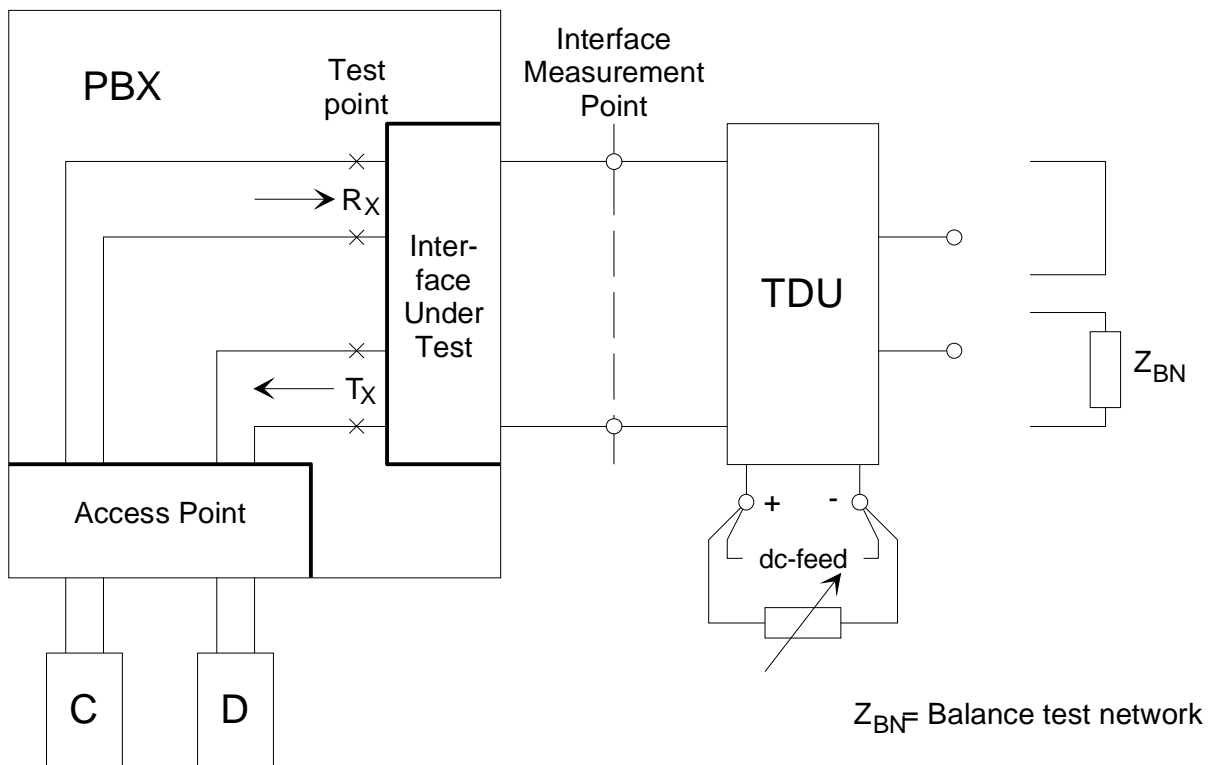 PBX
Test
point
Interface
Measurement
Point
RX
Inter-
face
Under
Test
TX
TDU
ZBN
Access Point
+ -
dc-feed
C
D
ZBN= Balance test network